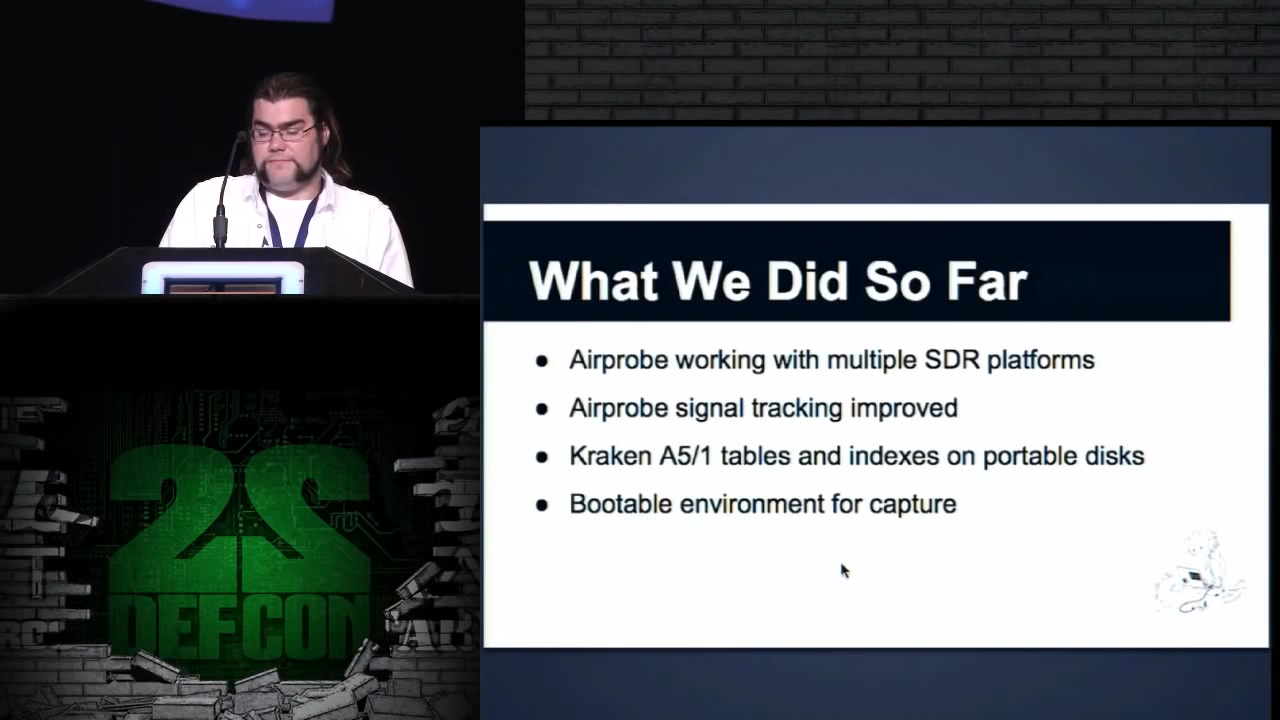 What We Did So Far
Airprobe working with multiple SDR platforms
Airprobe signal tracking improved
Kraken A5/1 tables and indexes on portable disks
Bootable environment for capture
22
DEFCON